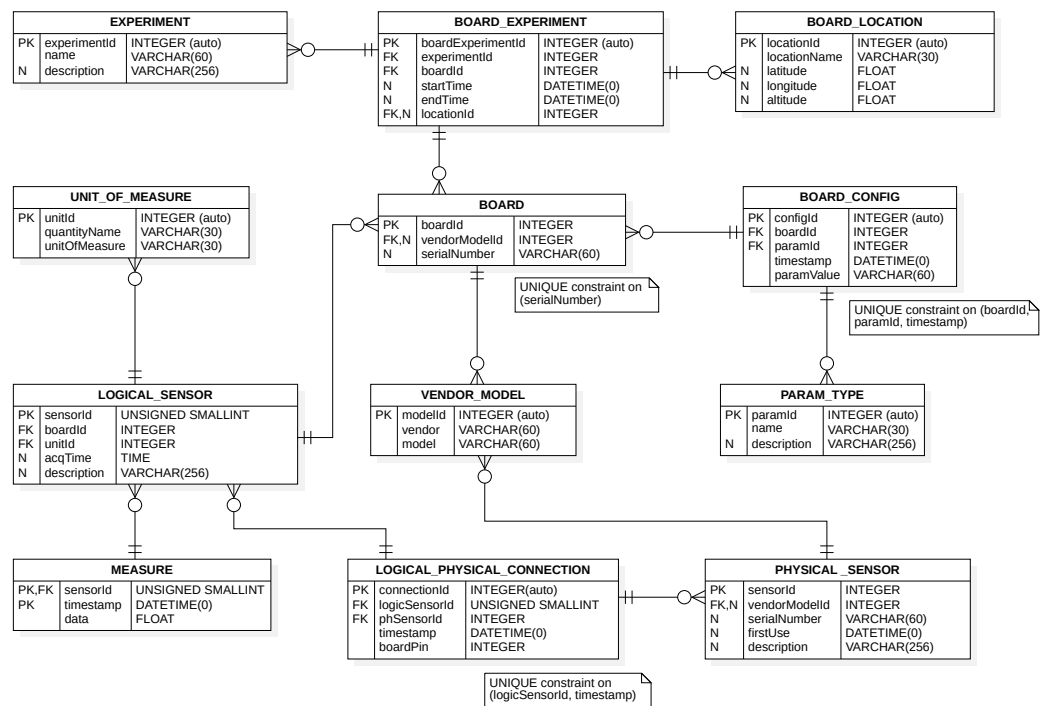 EXPERIMENT
PK experimentId INTEGER (auto)
name VARCHAR(60)
N description VARCHAR(256)
BOARD_EXPERIMENT
PK boardExperimentId INTEGER (auto)
FK experimentId INTEGER
FK boardId INTEGER
N startTime DATETIME(0)
N endTime DATETIME(0)
FK,N locationId INTEGER
BOARD_LOCATION
PK locationId INTEGER (auto)
locationName VARCHAR(30)
N latitude FLOAT
N longitude FLOAT
N altitude FLOAT
UNIT_OF_MEASURE
PK unitId INTEGER (auto)
quantityName VARCHAR(30)
unitOfMeasure VARCHAR(30)
BOARD
PK boardId INTEGER
FK,N vendorModelId INTEGER
N serialNumber VARCHAR(60)
UNIQUE constraint on
(serialNumber)
BOARD_CONFIG
PK configId INTEGER (auto)
FK boardId INTEGER
FK paramId INTEGER
timestamp DATETIME(0)
paramValue VARCHAR(60)
UNIQUE constraint on (boardId,
paramId, timestamp)
LOGICAL_SENSOR
PK sensorId UNSIGNED SMALLINT
FK boardId INTEGER
FK unitId INTEGER
N acqTime TIME
N description VARCHAR(256)
VENDOR_MODEL
PK modelId INTEGER (auto)
vendor VARCHAR(60)
model VARCHAR(60)
PARAM_TYPE
PK paramId INTEGER (auto)
name VARCHAR(30)
N description VARCHAR(256)
MEASURE
PK,FK sensorId UNSIGNED SMALLINT
PK timestamp DATETIME(0)
data FLOAT
LOGICAL_PHYSICAL_CONNECTION
PK connectionId INTEGER(auto)
FK logicSensorId UNSIGNED SMALLINT
FK phSensorId INTEGER
timestamp DATETIME(0)
boardPin INTEGER
UNIQUE constraint on
(logicSensorId, timestamp)
PHYSICAL _SENSOR
PK sensorId INTEGER
FK,N vendorModelId INTEGER
N serialNumber VARCHAR(60)
N firstUse DATETIME(0)
N description VARCHAR(256)